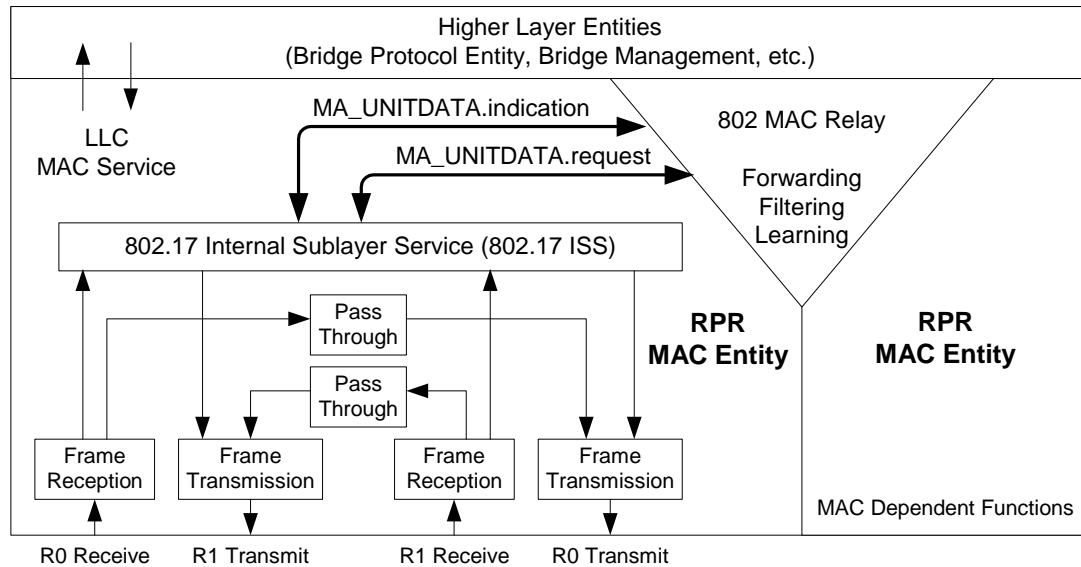 Higher Layer Entities
(Bridge Protocol Entity, Bridge Management, etc.)
LLC
MAC Service
MA_UNITDATA.indication
MA_UNITDATA.request
802 MAC Relay
Forwarding
Filtering
Learning
802.17 Internal Sublayer Service (802.17 ISS)
Pass
Through
Pass
Through
RPR
MAC Entity
RPR
MAC Entity
Frame
Reception
Frame
Transmission
Frame
Reception
Frame
Transmission
MAC Dependent Functions
R0 Receive
R1 Transmit
R1 Receive
R0 Transmit